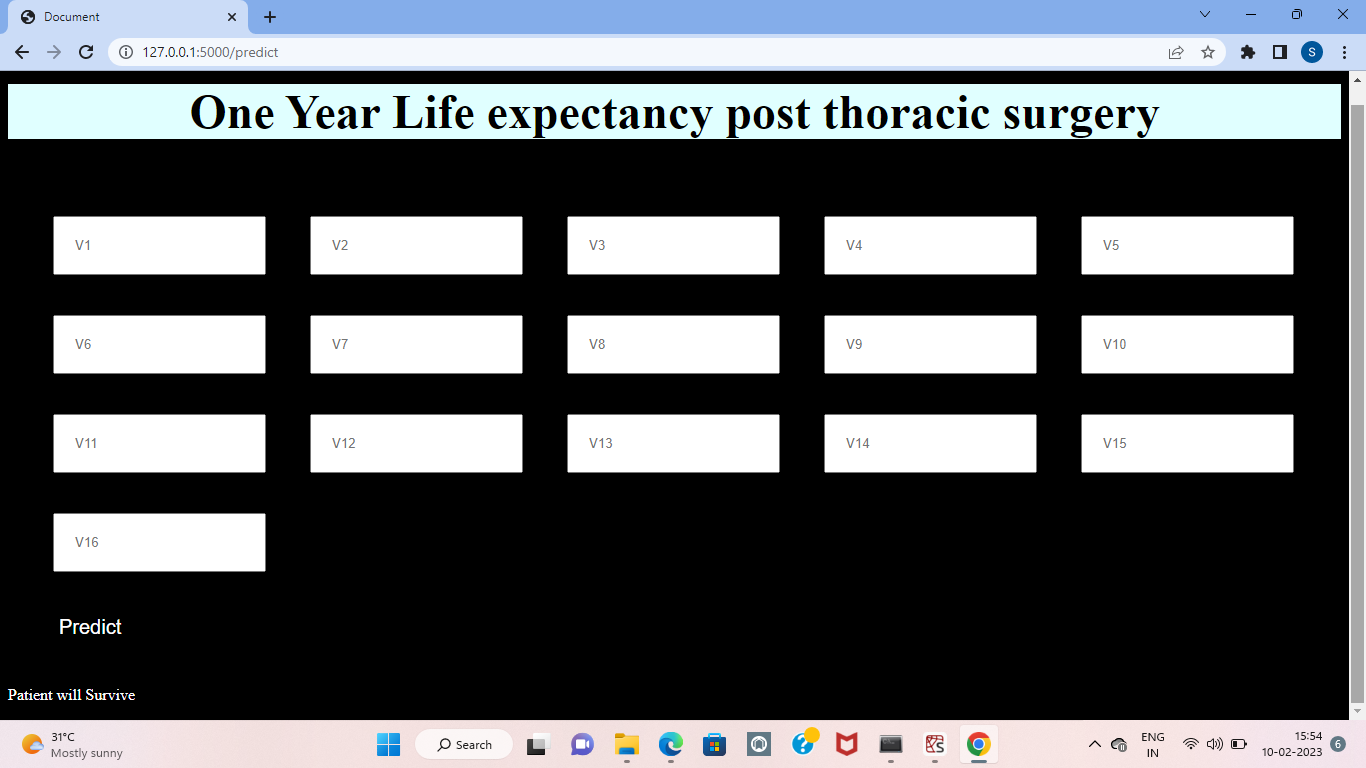 Document
127.0.0.1:5000/predict
S
One Year Life expectancy post thoracic surgery
V1 V2 V3 V4 V5
V6 V7 V8 V9 V10
V11 V12 V13 V14 V15
V16
Predict
Patient will Survive
31°C
Mostly sunny
Search
ENG
IN
15:54
10-02-2023
6